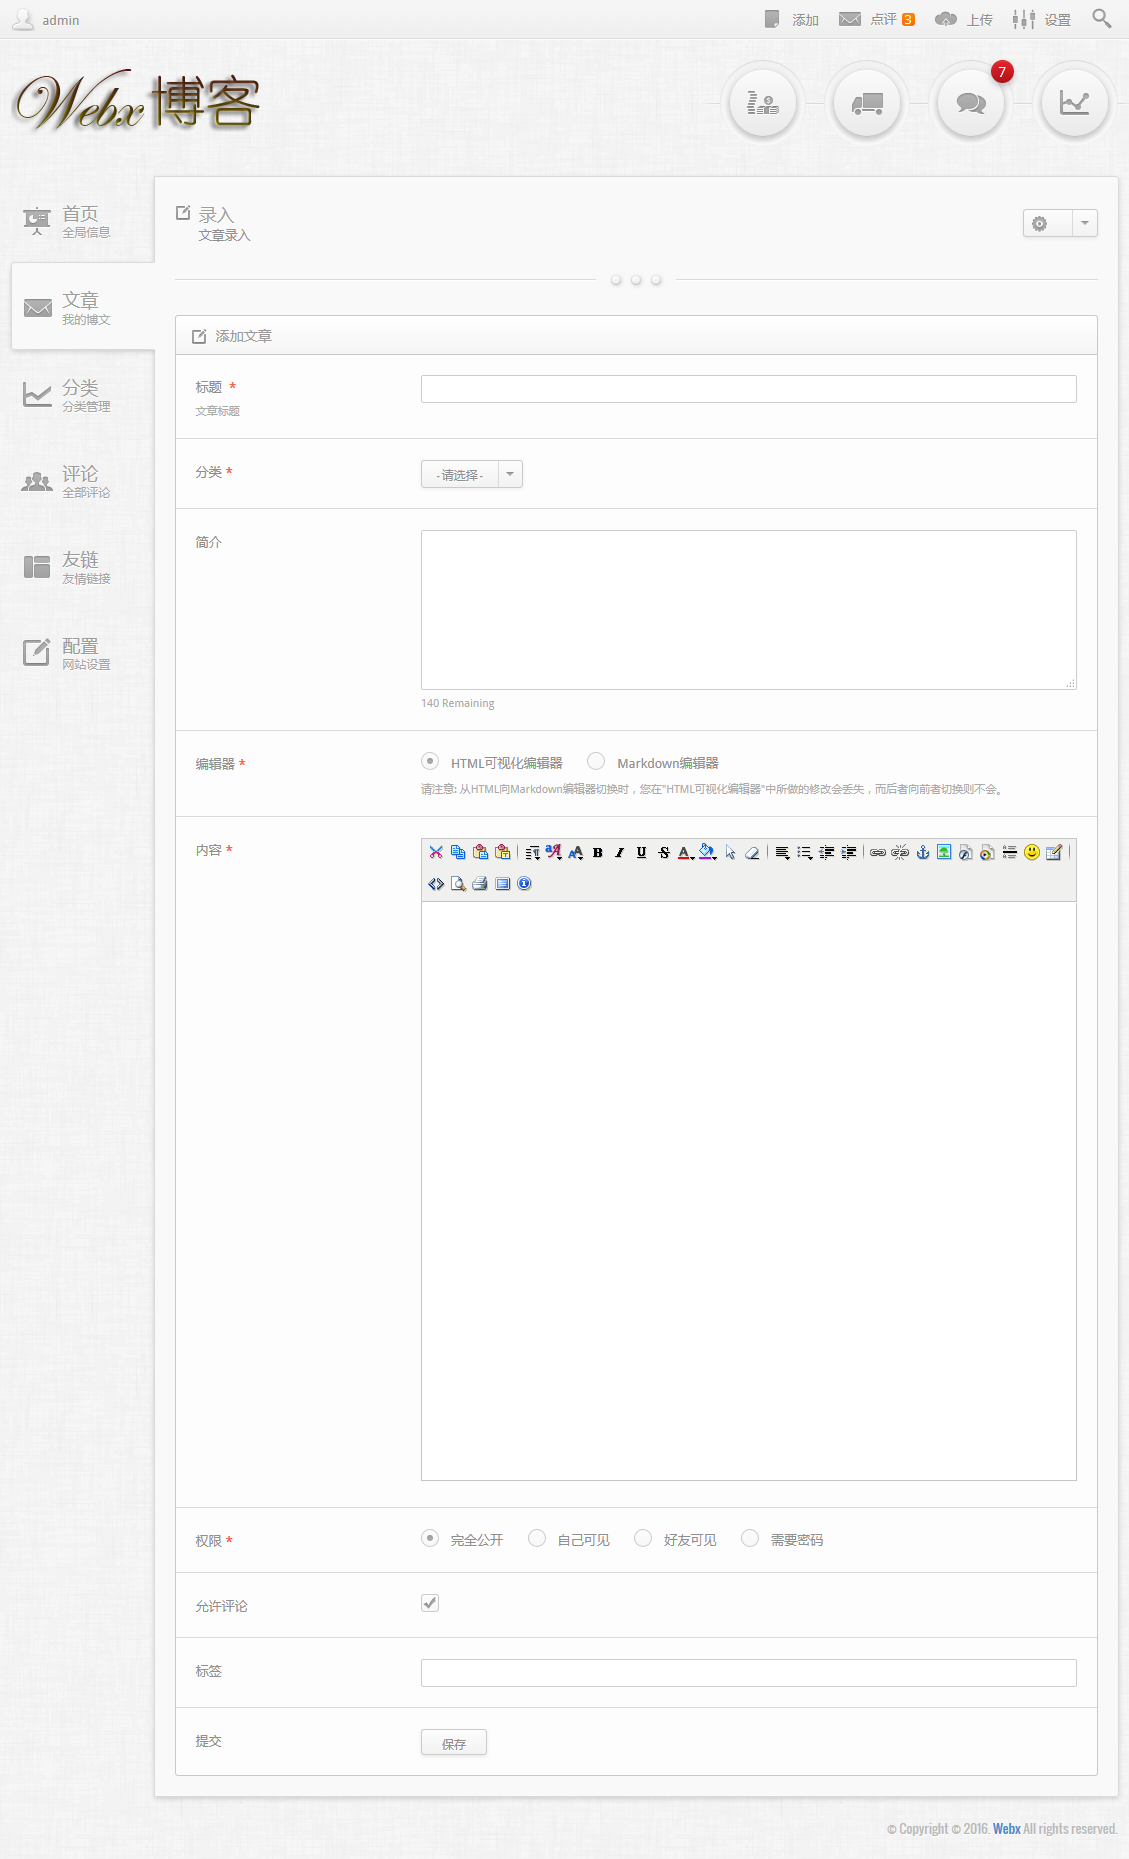 admin
添加
点评 3
上传
设置
Webx 博客
7
首页
全局信息
文章
我的博文
分类
分类管理
评论
全部评论
友链
友情链接
配置
网站设置
录入
文章录入
添加文章
标题 *
文章标题
分类 *
- 请选择 -
简介
140 Remaining
编辑器 *
HTML可视化编辑器
Markdown编辑器
请注意: 从HTML向Markdown编辑器切换时，您在"HTML可视化编辑器"中所做的修改会丢失，而后者向前者切换则不会。
内容 *
权限 *
完全公开
自己可见
好友可见
需要密码
允许评论
标签
提交
保存
© Copyright © 2016. Webx All rights reserved.